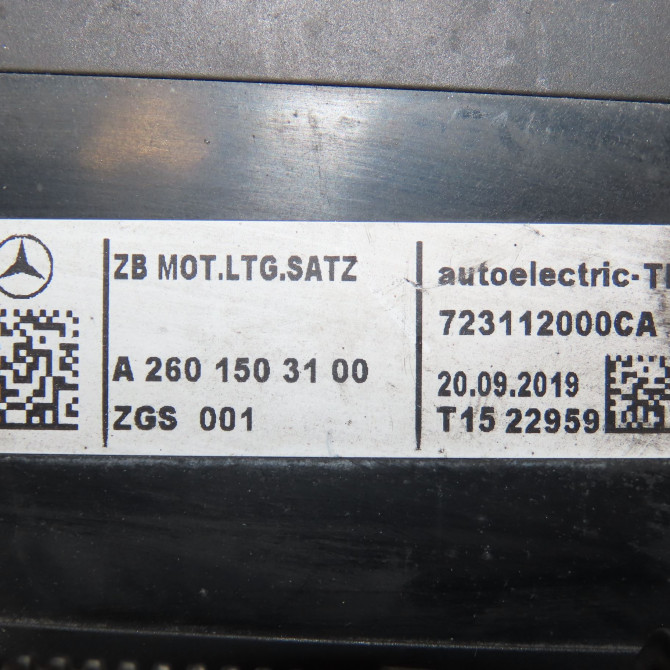 ZB MOT.LTG.SATZ
A 260 150 31 00
ZGS 001
autoelectric-
723112000CA
20.09.2019
T15 22959